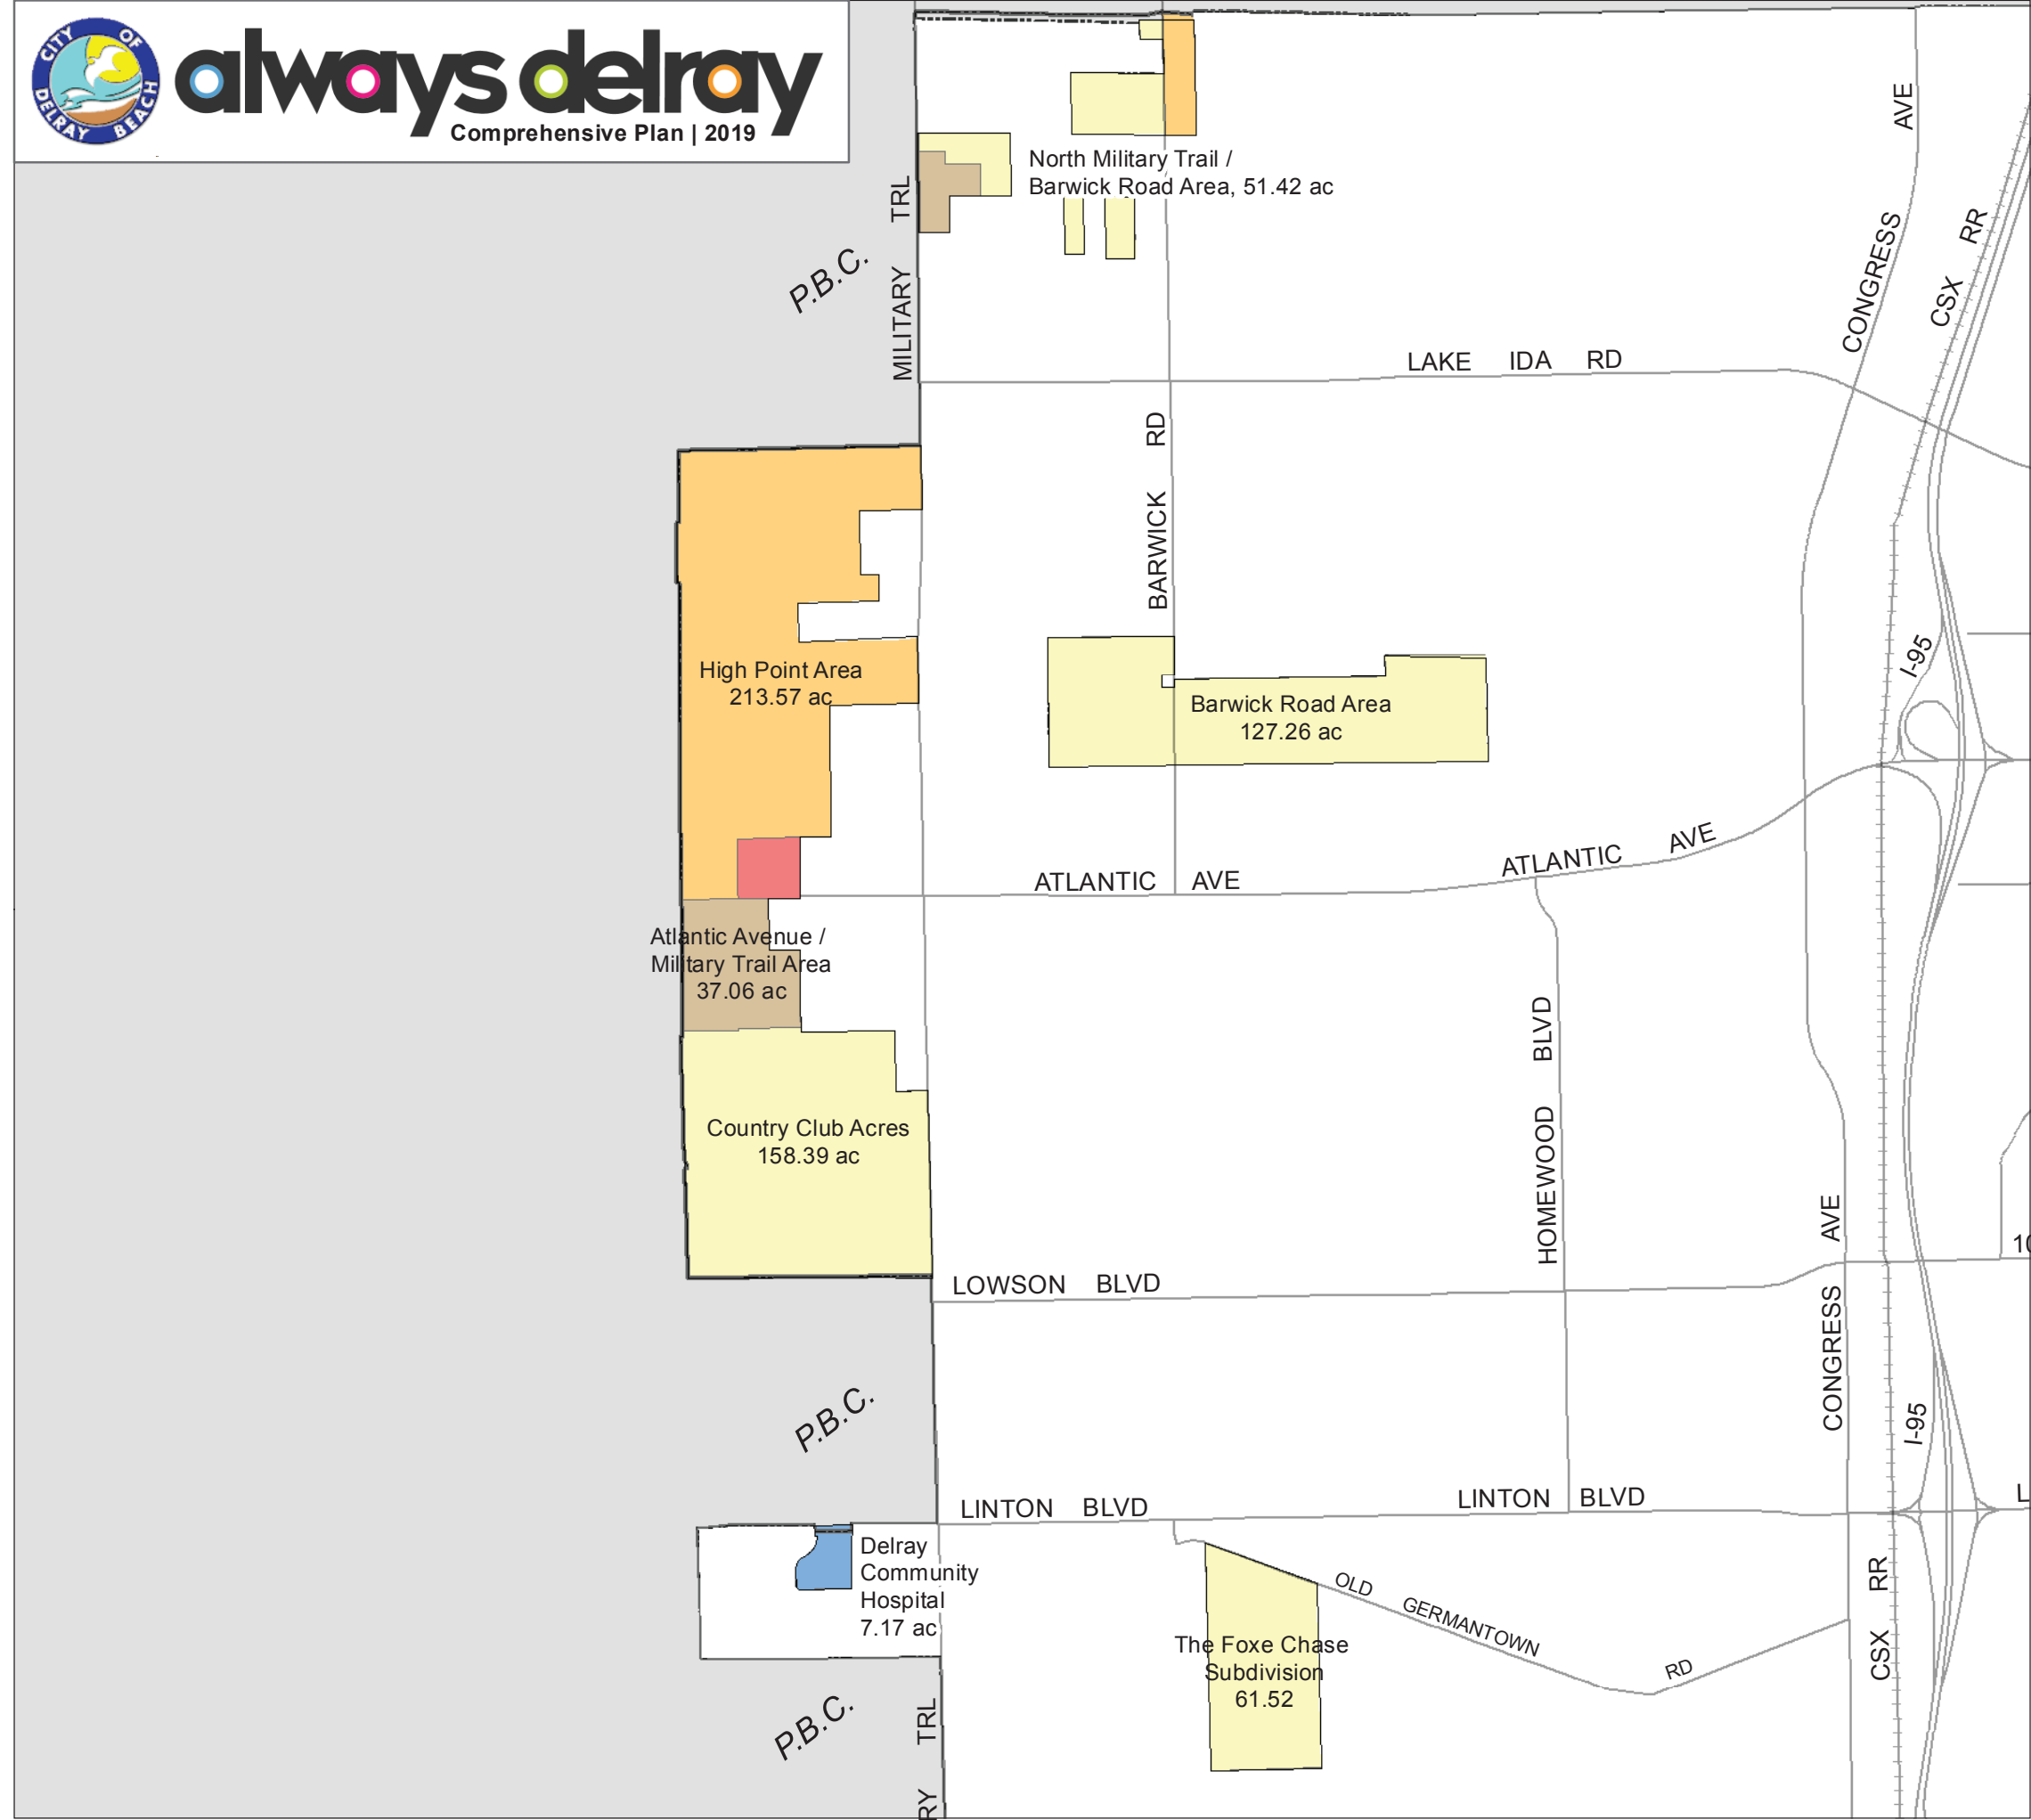 CITY OF
DELRAY BEACH
always delray
Comprehensive Plan | 2019
North Military Trail /
Barwick Road Area, 51.42 ac
AVE
CONGRESS
CSX RR
MILITARY TRL
P.B.C.
LAKE IDA RD
BARWICK RD
High Point Area
213.57 ac
Barwick Road Area
127.26 ac
I-95
ATLANTIC AVE
ATLANTIC AVE
Atlantic Avenue /
Military Trail Area
37.06 ac
HOMEWOOD BLVD
Country Club Acres
158.39 ac
CONGRESS AVE
10
LOWSON BLVD
P.B.C.
I-95
LINTON BLVD
LINTON BLVD
L
Delray
Community
Hospital
7.17 ac
OLD GERMANTOWN RD
CSX RR
The Foxe Chase
Subdivision
61.52
P.B.C.
RY TRL